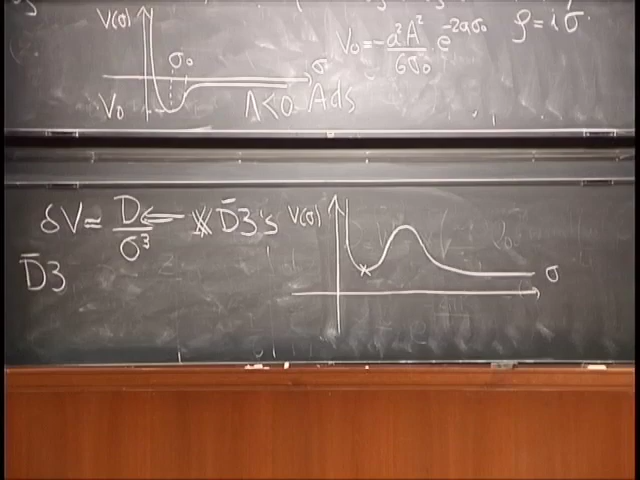 V(σ)
V₀ = -a²A²/6σ₀ e^{-2aσ₀}
ρ = iσ
σ₀
σ
V₀
Λ<0 AdS
δV = D/σ³ ⇐ # D̄3's
V(σ)
σ
D̄3